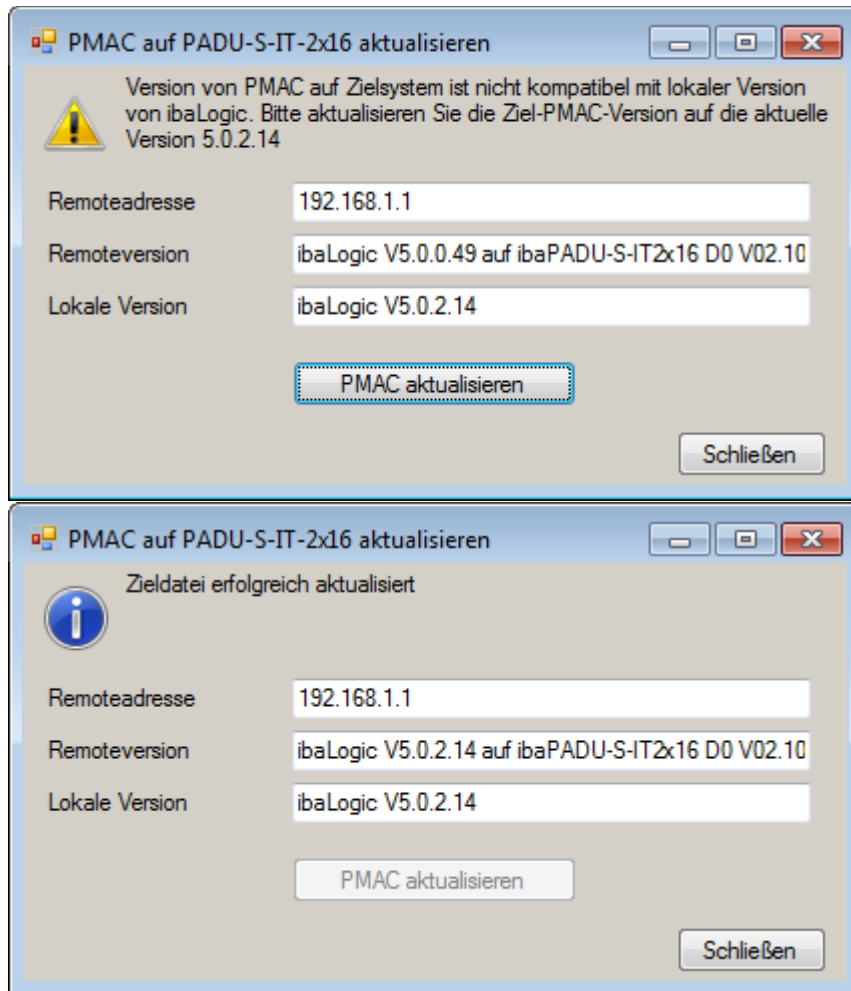 PMAC auf PADU-S-IT-2x16 aktualisieren
Version von PMAC auf Zielsystem ist nicht kompatibel mit lokaler Version
von ibaLogic. Bitte aktualisieren Sie die Ziel-PMAC-Version auf die aktuelle
Version 5.0.2.14
Remoteadresse 192.168.1.1
Remoteversion ibaLogic V5.0.0.49 auf ibaPADU-S-IT2x16 D0 V02.10
Lokale Version ibaLogic V5.0.2.14
PMAC aktualisieren
Schließen
PMAC auf PADU-S-IT-2x16 aktualisieren
Zieldatei erfolgreich aktualisiert
Remoteadresse 192.168.1.1
Remoteversion ibaLogic V5.0.2.14 auf ibaPADU-S-IT2x16 D0 V02.10
Lokale Version ibaLogic V5.0.2.14
PMAC aktualisieren
Schließen